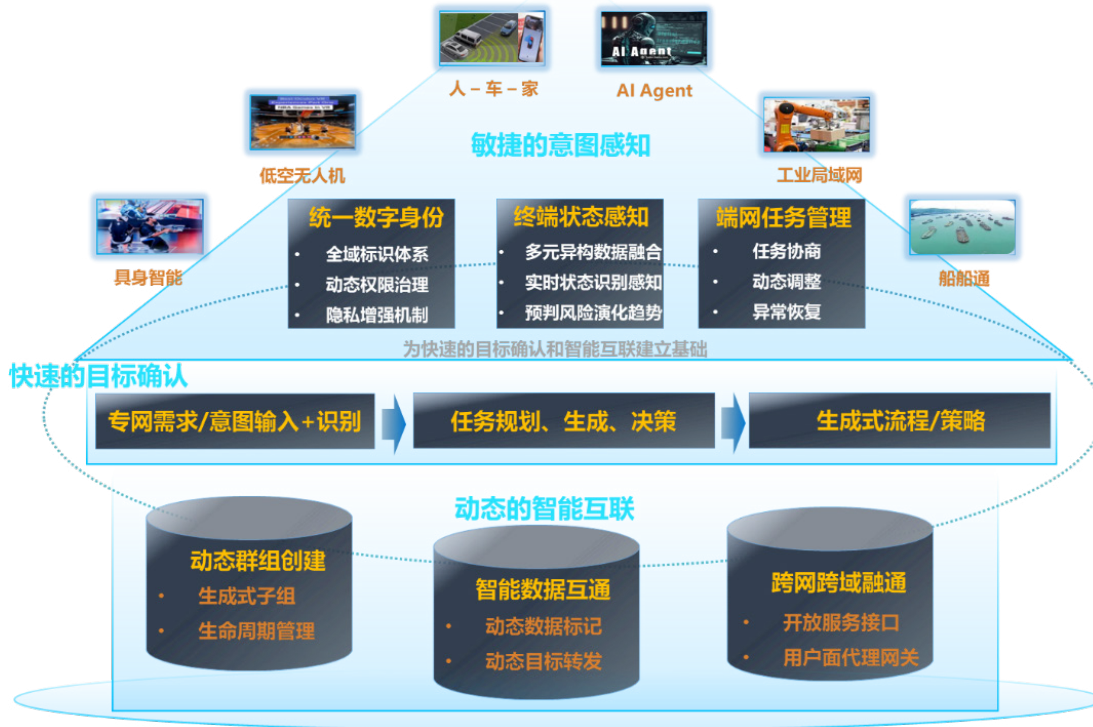 人–车–家
AI Agent
AI Agent
敏捷的意图感知
低空无人机
工业局域网
具身智能
船船通
统一数字身份
• 全域标识体系
• 动态权限治理
• 隐私增强机制
终端状态感知
• 多元异构数据融合
• 实时状态识别感知
• 预判风险演化趋势
端网任务管理
• 任务协商
• 动态调整
• 异常恢复
为快速的目标确认和智能互联建立基础
快速的目标确认
专网需求/意图输入+识别
任务规划、生成、决策
生成式流程/策略
动态的智能互联
动态群组创建
• 生成式子组
• 生命周期管理
智能数据互通
• 动态数据标记
• 动态目标转发
跨网跨域融通
• 开放服务接口
• 用户面代理网关